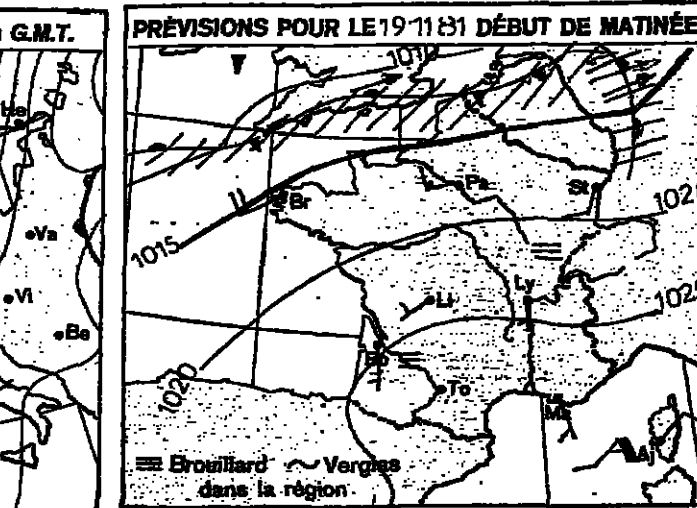 G.M.T.
Va
Vi
Be
PRÉVISIONS POUR LE 19-11-81 DÉBUT DE MATINÉE
1010
Br
Pa
St
1015
Li
Ly
1020
Bo
To
Ma
Aj
Brouillard Verglas
dans la région